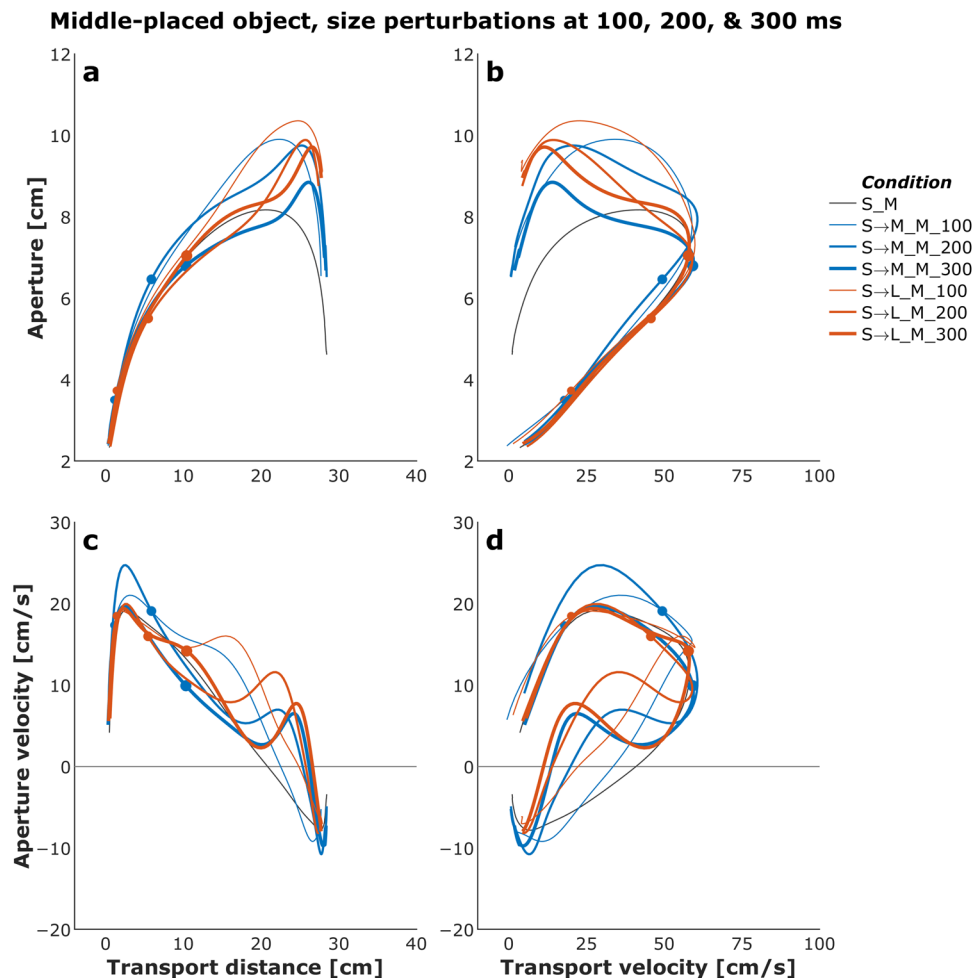 Middle-placed object, size perturbations at 100, 200, & 300 ms
a
b
12
10
8
6
4
2
Aperture [cm]
0
10
20
30
40
12
10
8
6
4
2
0
25
50
75
100
Condition
S_M
S→M_M_100
S→M_M_200
S→M_M_300
S→L_M_100
S→L_M_200
S→L_M_300
c
d
30
20
10
0
−10
−20
Aperture velocity [cm/s]
0
10
20
30
40
Transport distance [cm]
30
20
10
0
−10
−20
0
25
50
75
100
Transport velocity [cm/s]